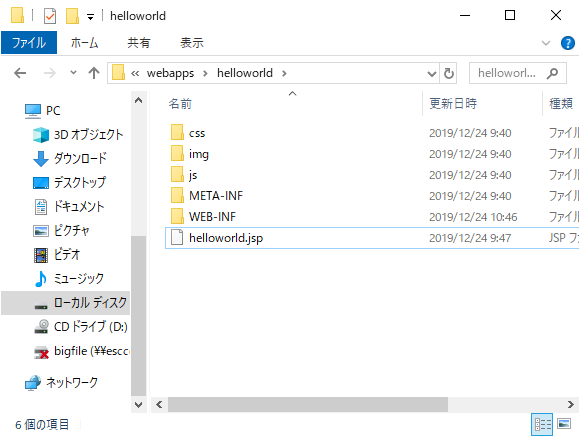 helloworld
ファイル ホーム 共有 表示
« webapps › helloworld › helloworl...
名前 更新日時 種類
PC
3D オブジェクト
ダウンロード
デスクトップ
ドキュメント
ピクチャ
ビデオ
ミュージック
ローカル ディスク
CD ドライブ (D:)
bigfile (¥¥escc
ネットワーク
css 2019/12/24 9:40 ファイル
img 2019/12/24 9:40 ファイル
js 2019/12/24 9:40 ファイル
META-INF 2019/12/24 9:40 ファイル
WEB-INF 2019/12/24 10:46 ファイル
helloworld.jsp 2019/12/24 9:47 JSP フ
6 個の項目